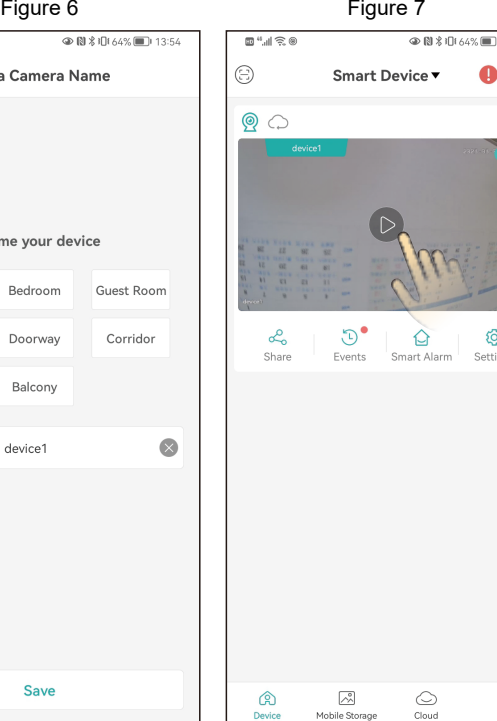 Figure 6
64% 13:54
a Camera Name
me your device
Bedroom
Guest Room
Doorway
Corridor
Balcony
device1
Save
Figure 7
64%
Smart Device
device1
Share
Events
Smart Alarm
Setti
Device
Mobile Storage
Cloud